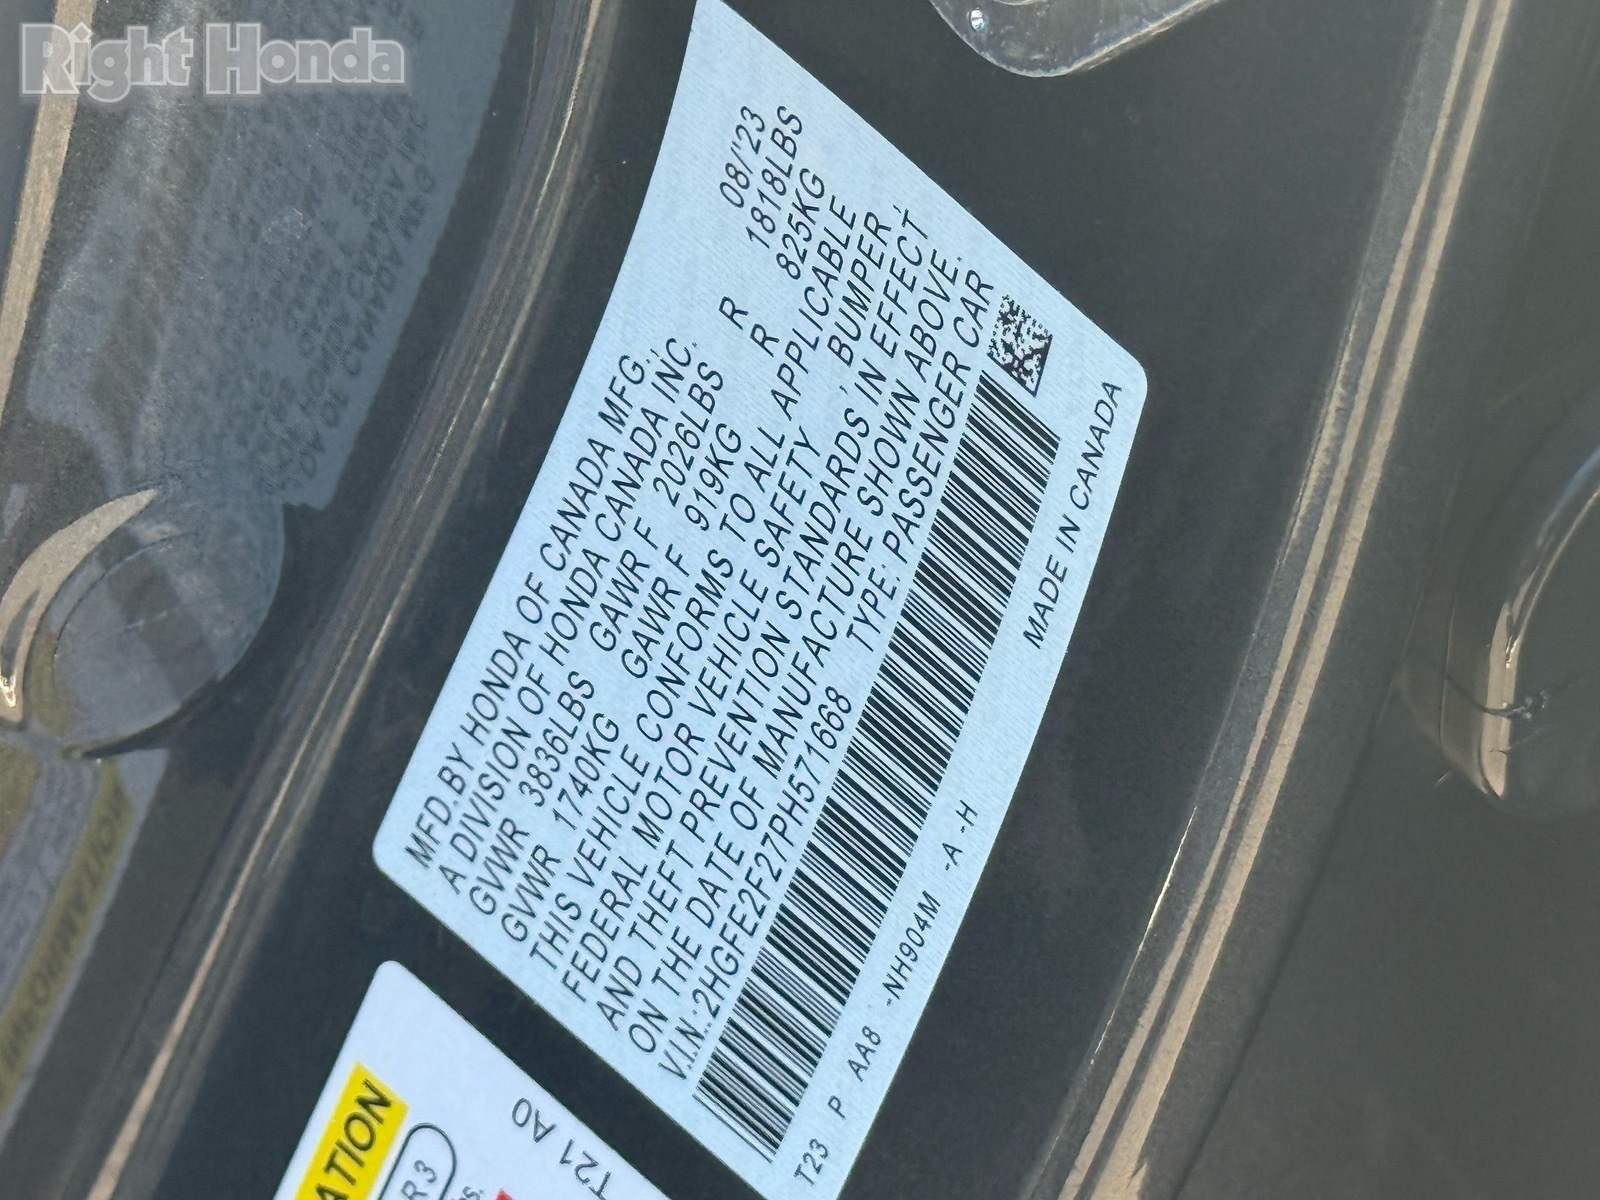 Right Honda
MFD. BY HONDA OF CANADA MFG.,
A DIVISION OF HONDA CANADA INC.
08/'23
GVWR 3836LBS GAWR F 2026LBS R 1818LBS
GVWR 1740KG GAWR F 919KG R 825KG
THIS VEHICLE CONFORMS TO ALL APPLICABLE
FEDERAL MOTOR VEHICLE SAFETY, BUMPER,
AND THEFT PREVENTION STANDARDS IN EFFECT
ON THE DATE OF MANUFACTURE SHOWN ABOVE.
V.I.N.:2HGFE2F27PH571668 TYPE: PASSENGER CAR
T23 P AA8 -NH904M -A -H
MADE IN CANADA
ATION
R 3
T21 A0